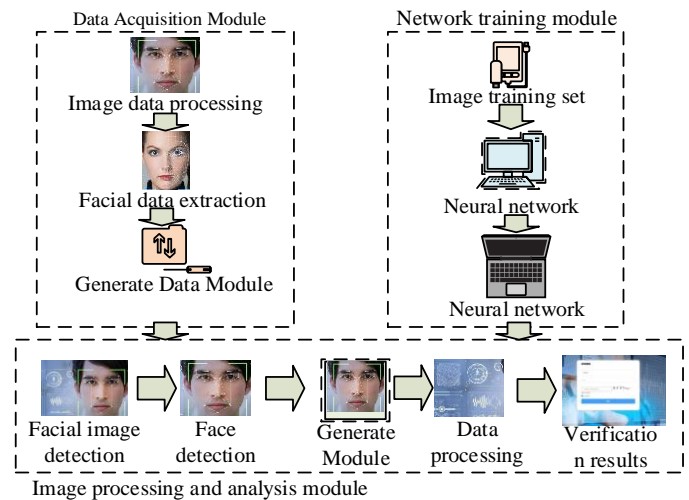 Data Acquisition Module
Image data processing
Facial data extraction
Generate Data Module
Network training module
Image training set
Neural network
Neural network
Facial image
detection
Face
detection
Generate
Module
Data
processing
Verificatio
n results
Image processing and analysis module